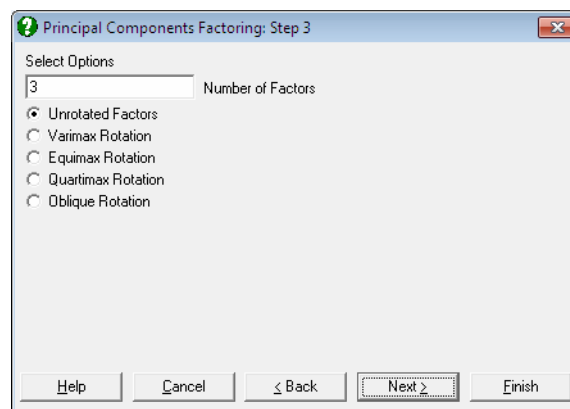 Principal Components Factoring: Step 3
Select Options
3 Number of Factors
Unrotated Factors
Varimax Rotation
Equimax Rotation
Quartimax Rotation
Oblique Rotation
Help Cancel < Back Next > Finish